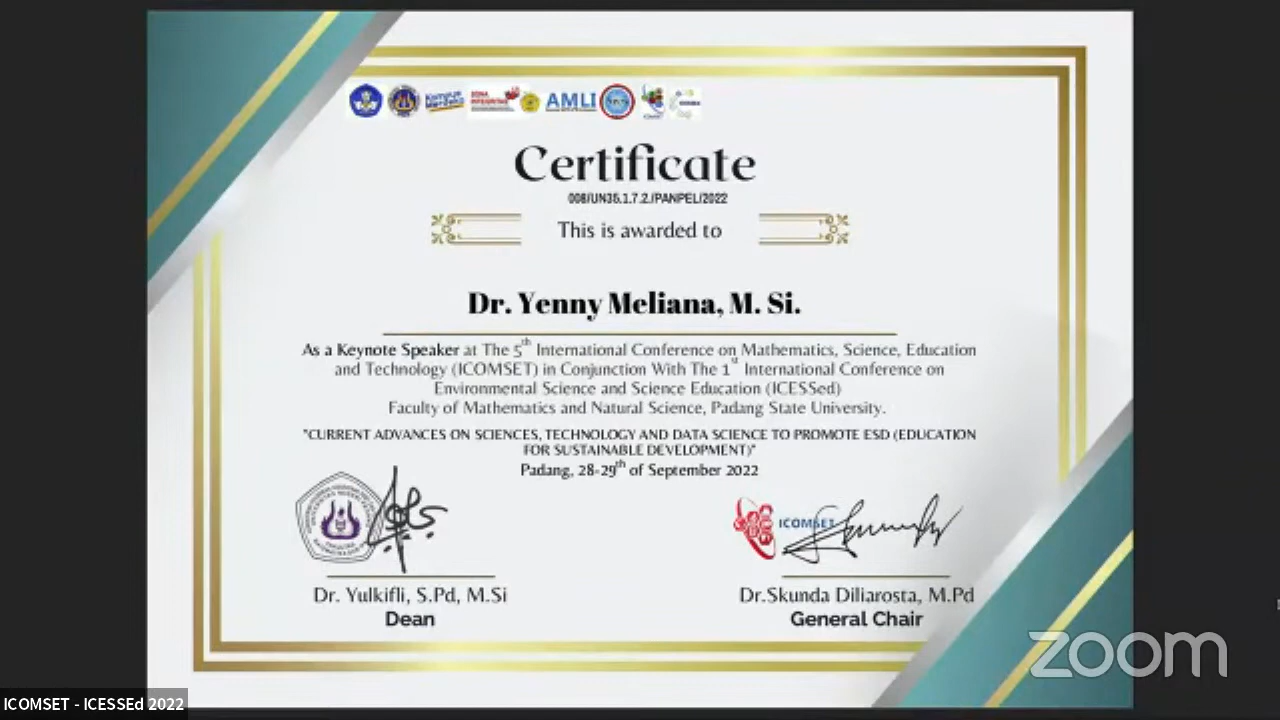 Kampus Merdeka
ZONA INTEGRITAS
AMLI
Certificate
008/UN35.1.7.2./PANPEL/2022
This is awarded to
Dr. Yenny Meliana, M. Si.
As a Keynote Speaker at The 5th International Conference on Mathematics, Science, Education
and Technology (ICOMSET) in Conjunction With The 1st International Conference on
Environmental Science and Science Education (ICESSed)
Faculty of Mathematics and Natural Science, Padang State University.
"CURRENT ADVANCES ON SCIENCES, TECHNOLOGY AND DATA SCIENCE TO PROMOTE ESD (EDUCATION
FOR SUSTAINABLE DEVELOPMENT)"
Padang, 28-29th of September 2022
ICOMSET
Dr. Yulkifli, S.Pd, M.Si
Dean
Dr.Skunda Diliarosta, M.Pd
General Chair
zoom
ICOMSET - ICESSEd 2022